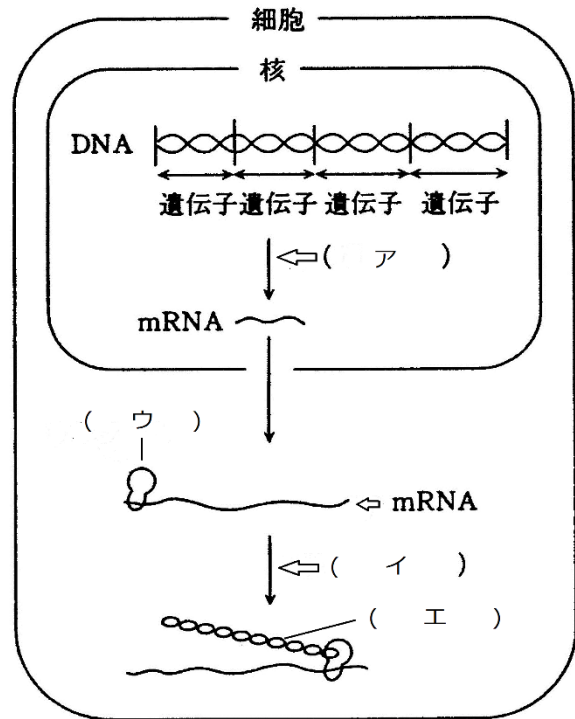 細胞
核
DNA
遺伝子 遺伝子 遺伝子 遺伝子
( ア )
mRNA
( ウ )
mRNA
( イ )
( エ )